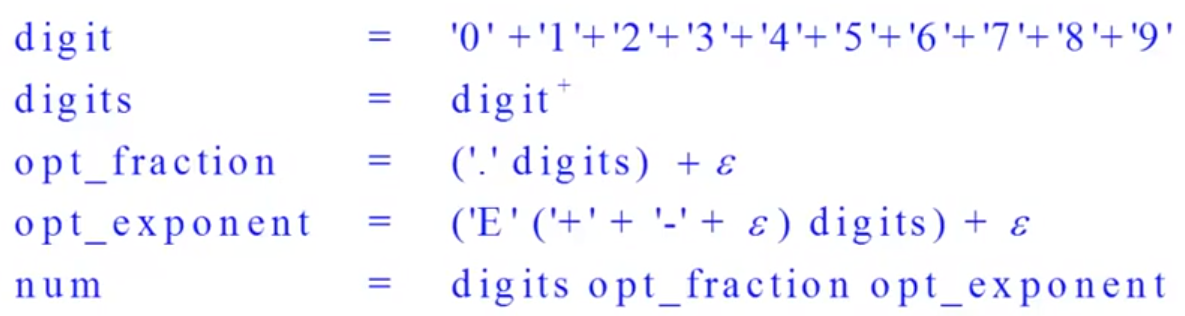 digit = '0' +'1'+'2'+'3'+'4'+'5'+'6'+'7'+'8'+'9'
digits = digit⁺
opt_fraction = ('.' digits) + ε
opt_exponent = ('E' ('+' + '-' + ε) digits) + ε
num = digits opt_fraction opt_exponent